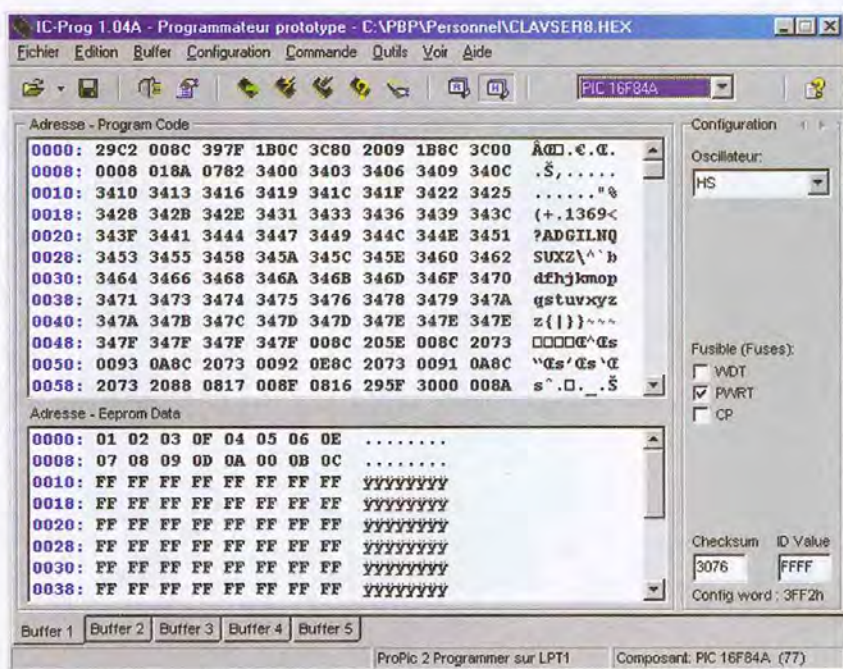 IC-Prog 1.04A - Programmateur prototype - C:\PBP\Personnel\CLAVSER8.HEX
Fichier Edition Buffer Configuration Commande Outils Voir Aide
PIC 16F84A
Adresse - Program Code
0000: 29C2 008C 397F 1B0C 3C80 2009 1B8C 3C00 ÂŒ□.€.Œ.
0008: 0008 018A 0782 3400 3403 3406 3409 340C .Š,.....
0010: 3410 3413 3416 3419 341C 341F 3422 3425 ......"%
0018: 3428 342B 342E 3431 3433 3436 3439 343C (+.1369<
0020: 343F 3441 3444 3447 3449 344C 344E 3451 ?ADGILNQ
0028: 3453 3455 3458 345A 345C 345E 3460 3462 SUXZ\^`b
0030: 3464 3466 3468 346A 346B 346D 346F 3470 dfhjkmop
0038: 3471 3473 3474 3475 3476 3478 3479 347A qstuvxyz
0040: 347A 347B 347C 347D 347D 347E 347E 347E z{|}}~~~
0048: 347F 347F 347F 347F 008C 205E 008C 2073 □□□□Œ^Œs
0050: 0093 0A8C 2073 0092 0E8C 2073 0091 0A8C “Œs’Œs‘Œ
0058: 2073 2088 0817 008F 0816 295F 3000 008A sˆ.□._.Š
Adresse - Eeprom Data
0000: 01 02 03 0F 04 05 06 0E ........
0008: 07 08 09 0D 0A 00 0B 0C ........
0010: FF FF FF FF FF FF FF FF ÿÿÿÿÿÿÿÿ
0018: FF FF FF FF FF FF FF FF ÿÿÿÿÿÿÿÿ
0020: FF FF FF FF FF FF FF FF ÿÿÿÿÿÿÿÿ
0028: FF FF FF FF FF FF FF FF ÿÿÿÿÿÿÿÿ
0030: FF FF FF FF FF FF FF FF ÿÿÿÿÿÿÿÿ
0038: FF FF FF FF FF FF FF FF ÿÿÿÿÿÿÿÿ
Configuration
Oscillateur:
HS
Fusible (Fuses):
WDT
PWRT
CP
Checksum ID Value
3076 FFFF
Config word : 3FF2h
Buffer 1 Buffer 2 Buffer 3 Buffer 4 Buffer 5
ProPic 2 Programmer sur LPT1 Composant: PIC 16F84A (77)